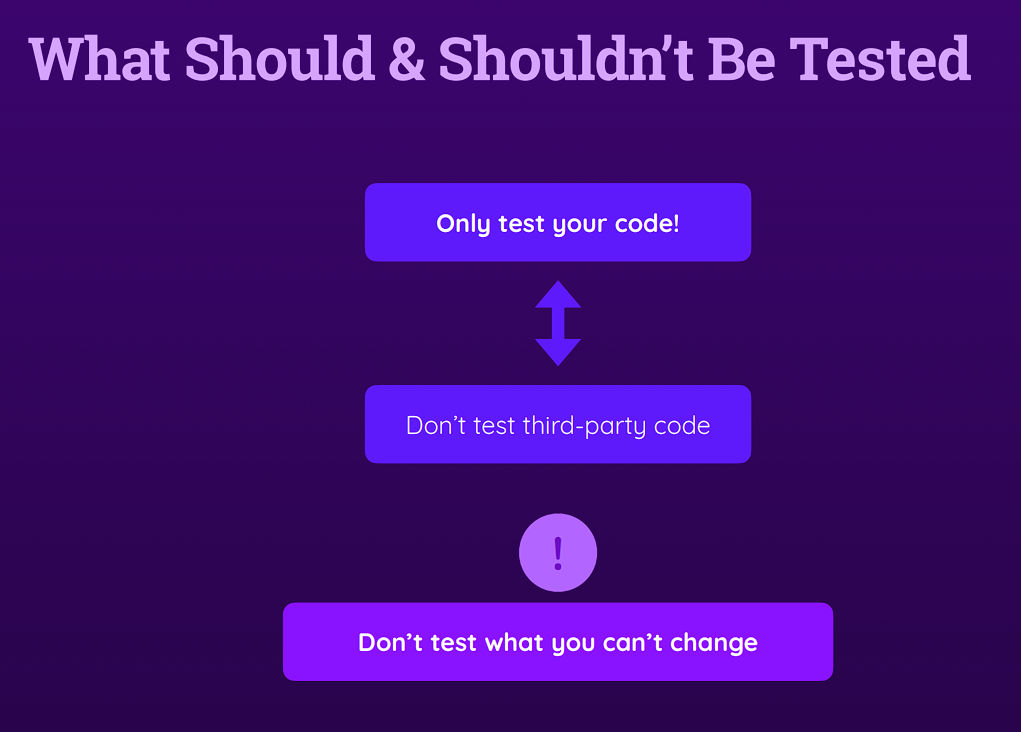 What Should & Shouldn’t Be Tested
Only test your code!
Don’t test third-party code
!
Don’t test what you can’t change